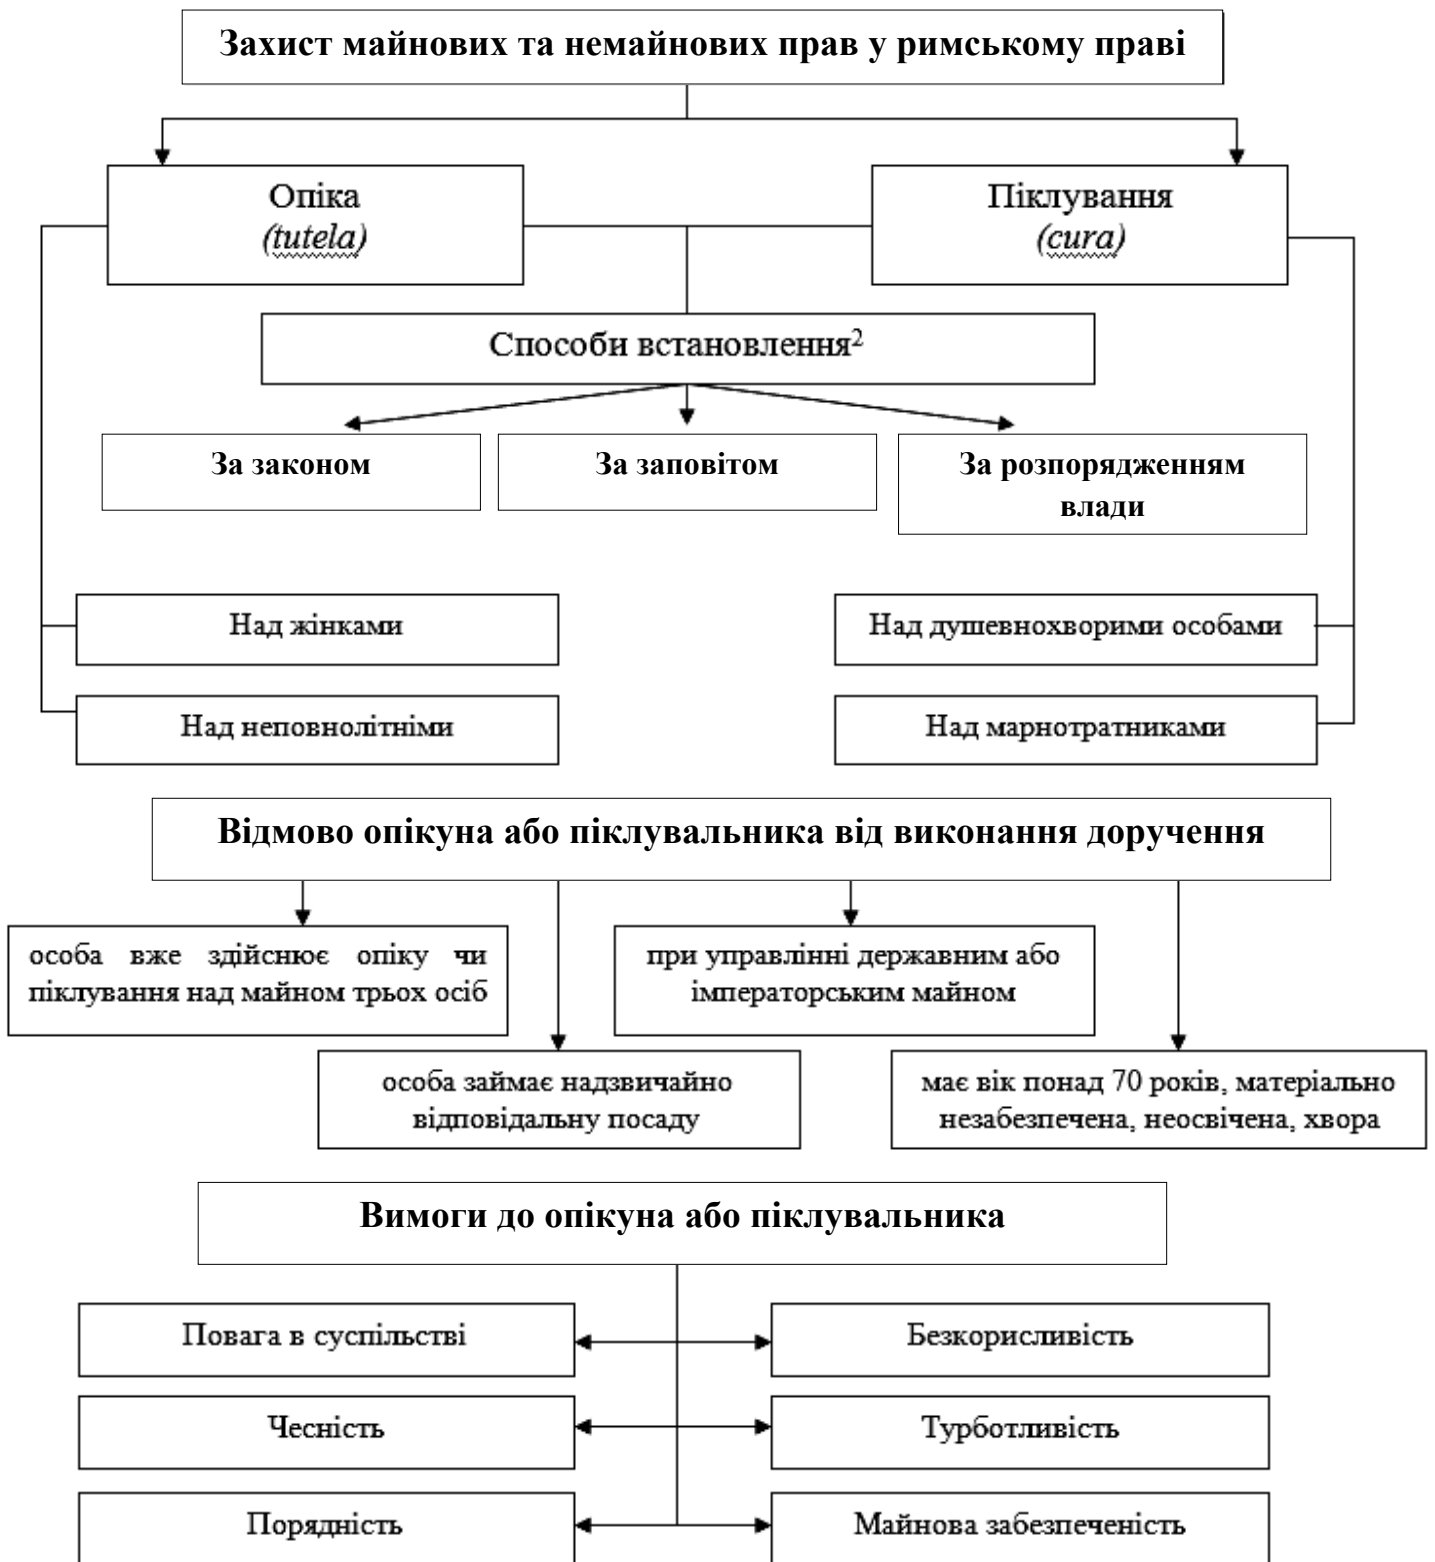 Захист майнових та немайнових прав у римському праві
Опіка
(tutela)
Піклування
(cura)
Способи встановлення²
За законом
За заповітом
За розпорядженням
влади
Над жінками
Над душевнохворими особами
Над неповнолітніми
Над марнотратниками
Відмово опікуна або піклувальника від виконання доручення
особа вже здійснює опіку чи
піклування над майном трьох осіб
при управлінні державним або
імператорським майном
особа займає надзвичайно
відповідальну посаду
має вік понад 70 років, матеріально
незабезпечена, неосвічена, хвора
Вимоги до опікуна або піклувальника
Повага в суспільстві
Безкорисливість
Чесність
Турботливість
Порядність
Майнова забезпеченість